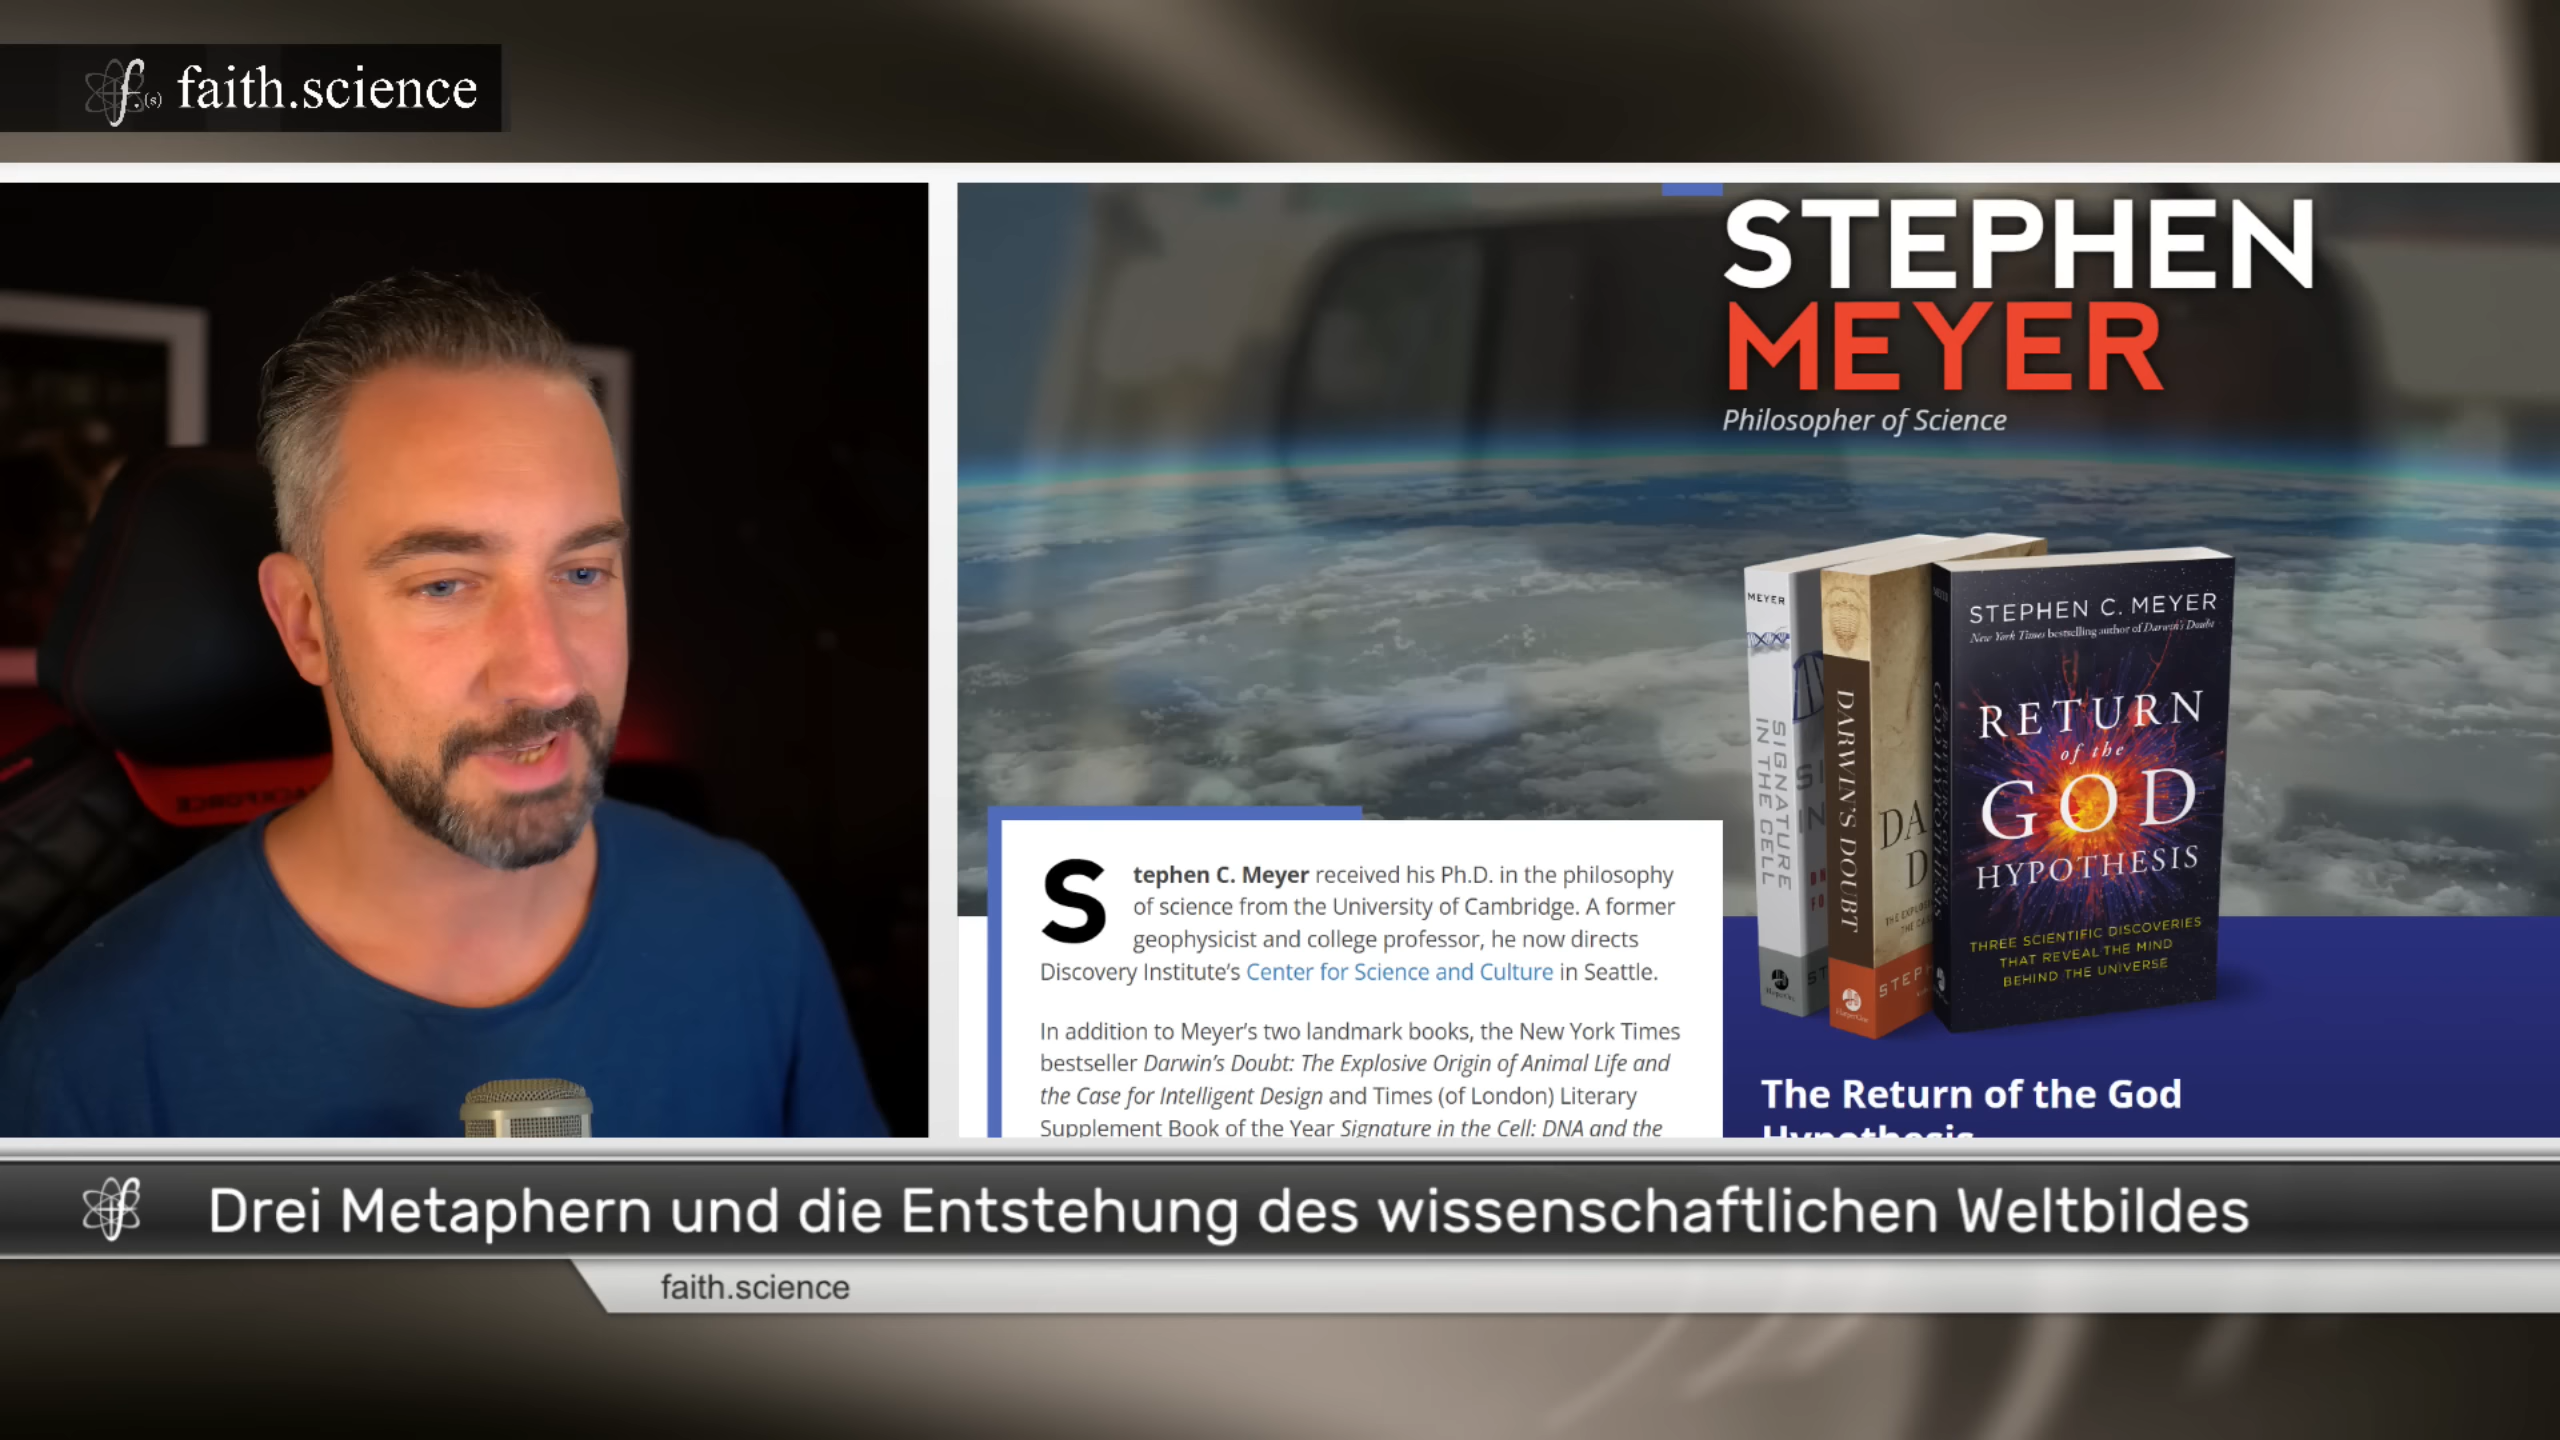 f.(s) faith.science
STEPHEN
MEYER
Philosopher of Science
MEYER
SIGNATURE
IN THE CELL
DARWIN'S DOUBT
DA
D
STEPH
STEPHEN C. MEYER
New York Times bestselling author of Darwin's Doubt
RETURN
of the
GOD
HYPOTHESIS
THREE SCIENTIFIC DISCOVERIES
THAT REVEAL THE MIND
BEHIND THE UNIVERSE
Stephen C. Meyer received his Ph.D. in the philosophy
of science from the University of Cambridge. A former
geophysicist and college professor, he now directs
Discovery Institute's Center for Science and Culture in Seattle.
In addition to Meyer's two landmark books, the New York Times
bestseller Darwin's Doubt: The Explosive Origin of Animal Life and
the Case for Intelligent Design and Times (of London) Literary
Supplement Book of the Year Signature in the Cell: DNA and the
The Return of the God
Hypothesis
Drei Metaphern und die Entstehung des wissenschaftlichen Weltbildes
faith.science